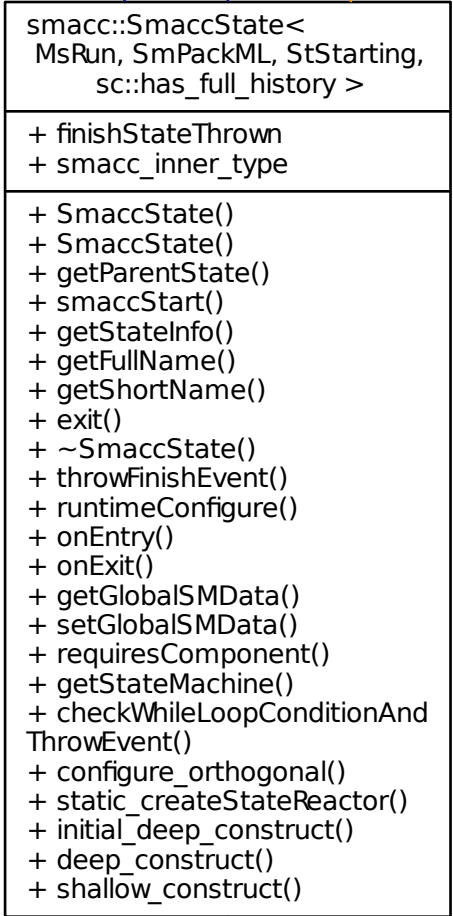 smacc::SmaccState<
MsRun, SmPackML, StStarting,
sc::has_full_history >
+ finishStateThrown
+ smacc_inner_type
+ SmaccState()
+ SmaccState()
+ getParentState()
+ smaccStart()
+ getStateInfo()
+ getFullName()
+ getShortName()
+ exit()
+ ~SmaccState()
+ throwFinishEvent()
+ runtimeConfigure()
+ onEntry()
+ onExit()
+ getGlobalSMData()
+ setGlobalSMData()
+ requiresComponent()
+ getStateMachine()
+ checkWhileLoopConditionAnd
ThrowEvent()
+ configure_orthogonal()
+ static_createStateReactor()
+ initial_deep_construct()
+ deep_construct()
+ shallow_construct()